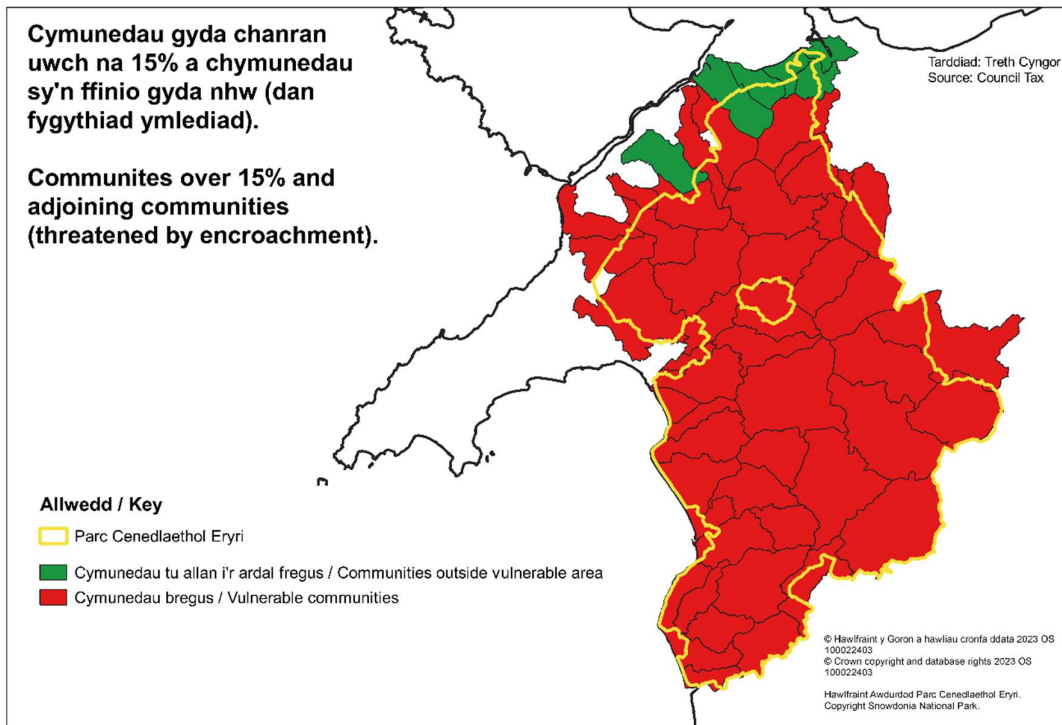 Cymunedau gyda chanran
uwch na 15% a chymunedau
sy'n ffinio gyda nhw (dan
fygythiad ymlediad).
Communites over 15% and
adjoining communities
(threatened by encroachment).
Tarddiad: Treth Cyngor
Source: Council Tax
Allwedd / Key
Parc Cenedlaethol Eryri
Cymunedau tu allan i'r ardal fregus / Communities outside vulnerable area
Cymunedau bregus / Vulnerable communities
© Hawlfraint y Goron a hawliau cronfa ddata 2023 OS
100022403
© Crown copyright and database rights 2023 OS
100022403
Hawlfraint Awdurdod Parc Cenedlaethol Eryri.
Copyright Snowdonia National Park.